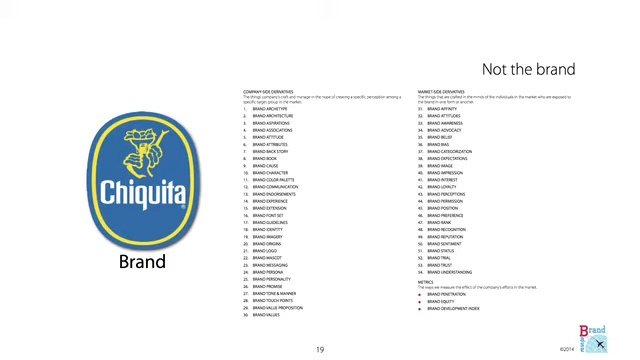 Not the brand
Chiquita
®
Brand
COMPANY-SIDE DERIVATIVES
The things company's craft and manage in the hope of creating a specific perception among a
specific target group in the market.
1. BRAND ARCHETYPE
2. BRAND ARCHITECTURE
3. BRAND ASPIRATIONS
4. BRAND ASSOCIATIONS
5. BRAND ATTITUDE
6. BRAND ATTRIBUTES
7. BRAND BACK STORY
8. BRAND BOOK
9. BRAND CAUSE
10. BRAND CHARACTER
11. BRAND COLOR PALETTE
12. BRAND COMMUNICATION
13. BRAND ENDORSEMENTS
14. BRAND EXPERIENCE
15. BRAND EXTENSION
16. BRAND FONT SET
17. BRAND GUIDELINES
18. BRAND IDENTITY
19. BRAND IMAGERY
20. BRAND ORIGINS
21. BRAND LOGO
22. BRAND MASCOT
23. BRAND MESSAGING
24. BRAND PERSONA
25. BRAND PERSONALITY
26. BRAND PROMISE
27. BRAND TONE & MANNER
28. BRAND TOUCH POINTS
29. BRAND VALUE PROPOSITION
30. BRAND VALUES
MARKET-SIDE DERIVATIVES
The things that are crafted in the minds of the individuals in the market who are exposed to
the brand in one form or another.
31. BRAND AFFINITY
32. BRAND ATTITUDES
33. BRAND AWARENESS
34. BRAND ADVOCACY
35. BRAND BELIEF
36. BRAND BIAS
37. BRAND CATEGORIZATION
38. BRAND EXPECTATIONS
39. BRAND IMAGE
40. BRAND IMPRESSION
41. BRAND INTEREST
42. BRAND LOYALTY
43. BRAND PERCEPTIONS
44. BRAND PERMISSION
45. BRAND POSITION
46. BRAND PREFERENCE
47. BRAND RANK
48. BRAND RECOGNITION
49. BRAND REPUTATION
50. BRAND SENTIMENT
51. BRAND STATUS
52. BRAND TRIAL
53. BRAND TRUST
54. BRAND UNDERSTANDING
METRICS
The ways we measure the effect of the company's efforts in the market.
BRAND PENETRATION
BRAND EQUITY
BRAND DEVELOPMENT INDEX
19
©2014
Brand